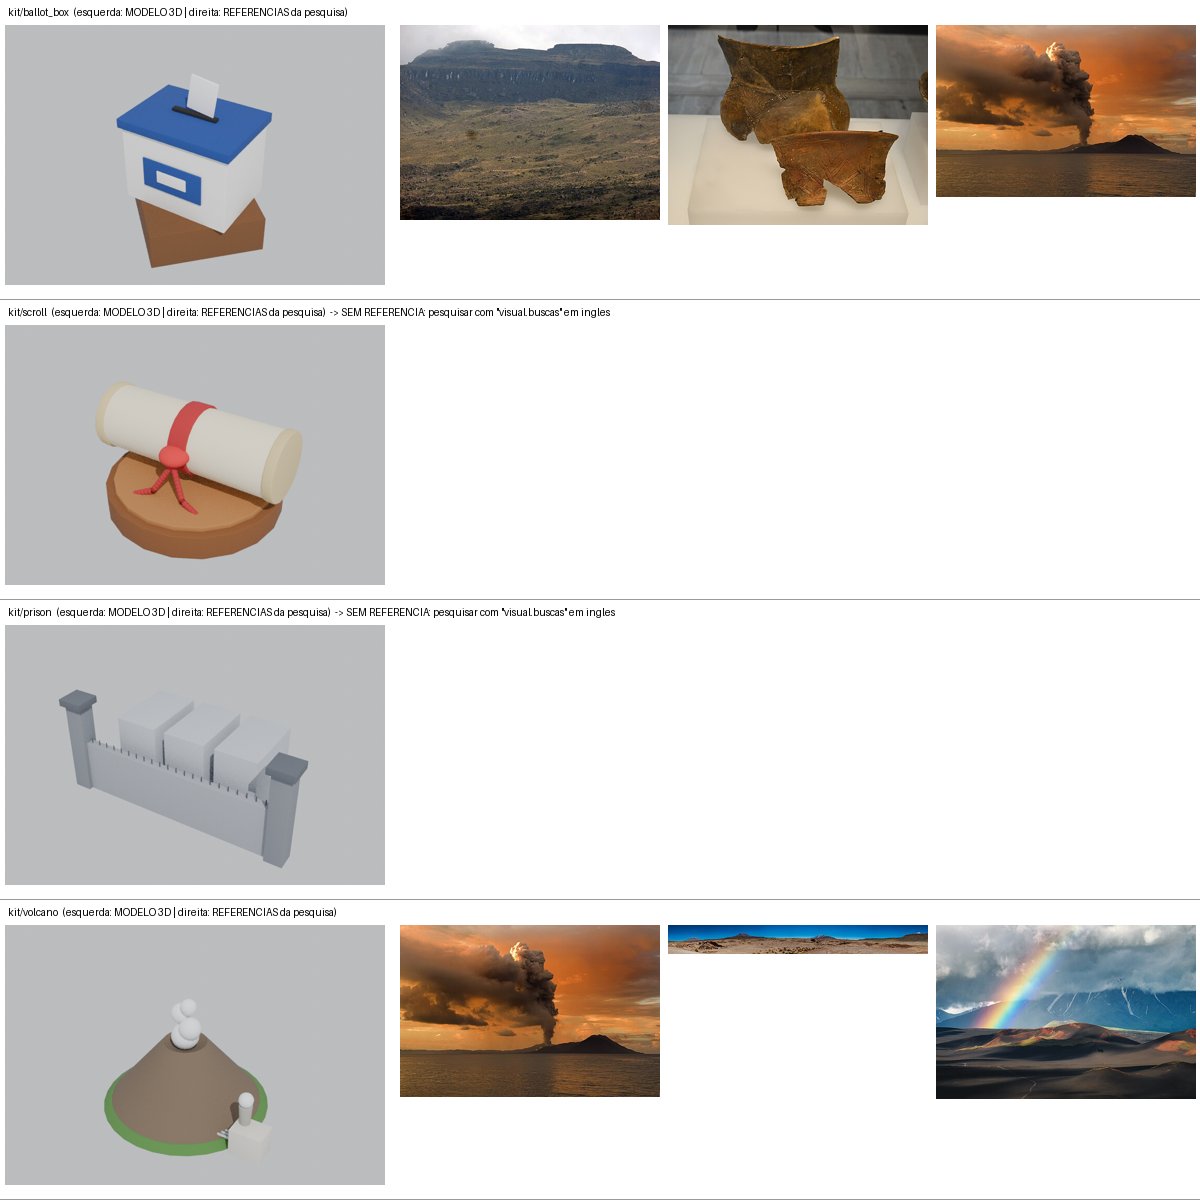 kit/ballot_box (esquerda: MODELO 3D | direita: REFERENCIAS da pesquisa)
kit/scroll (esquerda: MODELO 3D | direita: REFERENCIAS da pesquisa) -> SEM REFERENCIA: pesquisar com "visual.buscas" em ingles
kit/prison (esquerda: MODELO 3D | direita: REFERENCIAS da pesquisa) -> SEM REFERENCIA: pesquisar com "visual.buscas" em ingles
kit/volcano (esquerda: MODELO 3D | direita: REFERENCIAS da pesquisa)